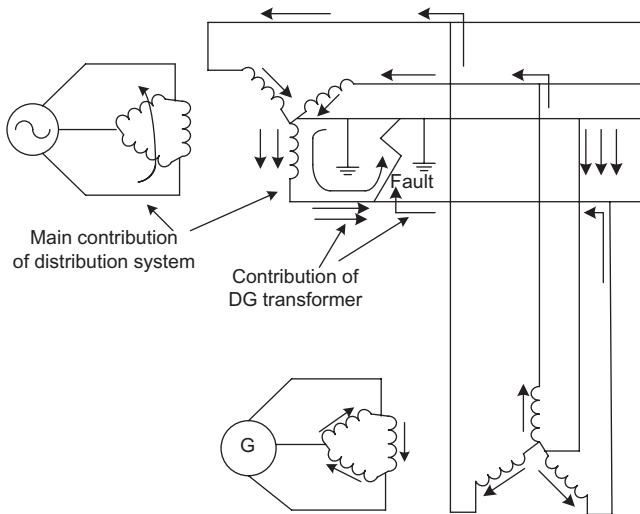 Fault
Main contribution
of distribution system
Contribution of
DG transformer
G